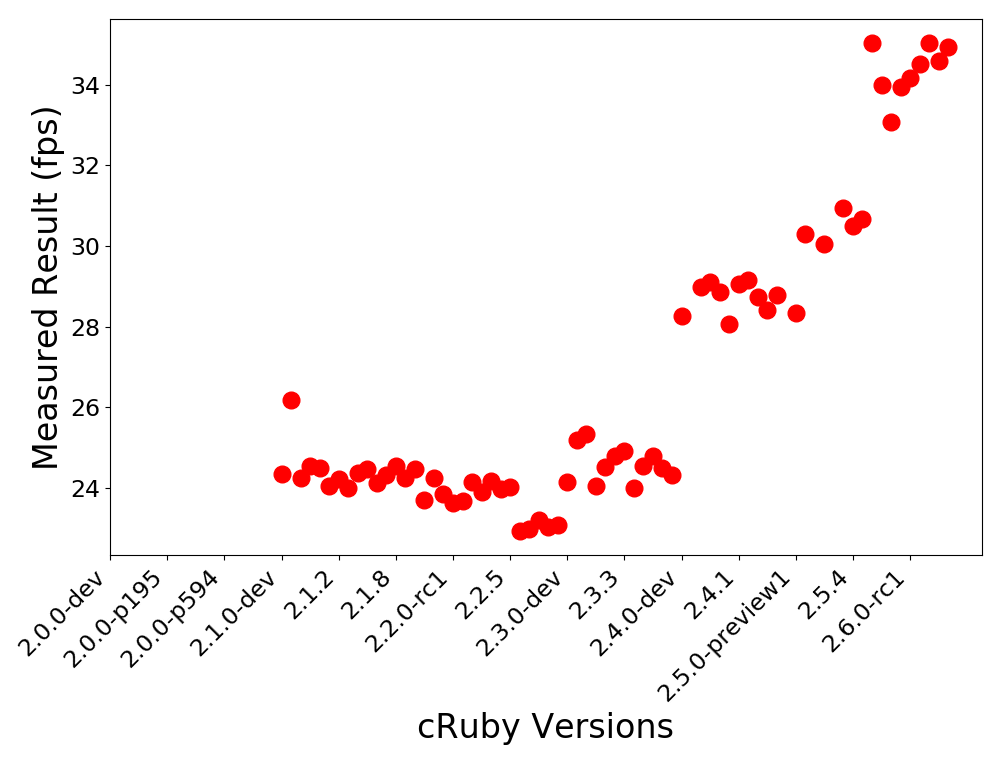 Measured Result (fps)
34
32
30
28
26
24
2.0.0-dev
2.0.0-p195
2.0.0-p594
2.1.0-dev
2.1.2
2.1.8
2.2.0-rc1
2.2.5
2.3.0-dev
2.3.3
2.4.0-dev
2.4.1
2.5.0-preview1
2.5.4
2.6.0-rc1
cRuby Versions